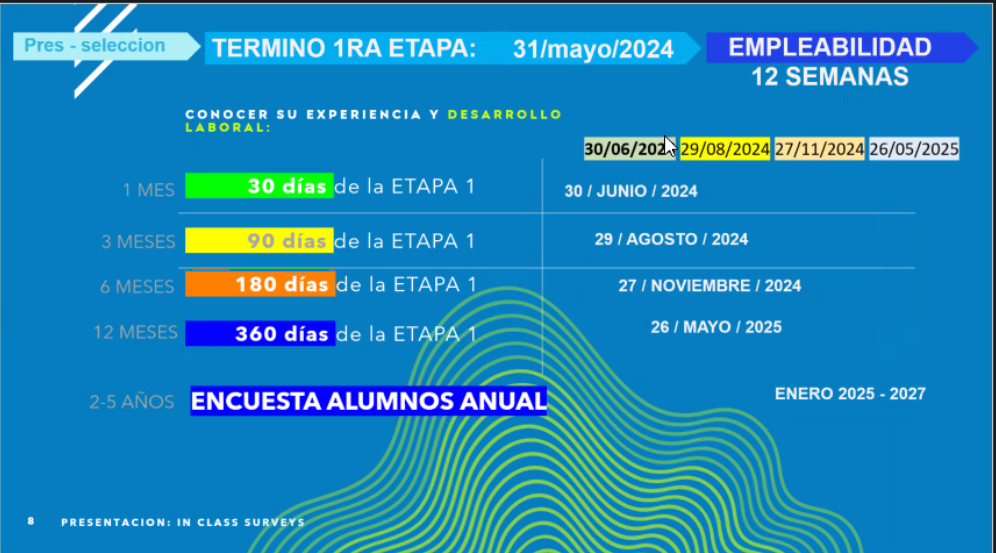 Pres - seleccion
TERMINO 1RA ETAPA: 31/mayo/2024
EMPLEABILIDAD
12 SEMANAS
CONOCER SU EXPERIENCIA Y DESARROLLO
LABORAL:
29/08/2024 27/11/2024 26/05/2025
1 MES 30 días de la ETAPA 1 30 / JUNIO / 2024
3 MESES 90 días de la ETAPA 1 29 / AGOSTO / 2024
6 MESES 180 días de la ETAPA 1 27 / NOVIEMBRE / 2024
12 MESES 360 días de la ETAPA 1 26 / MAYO / 2025
2-5 AÑOS ENCUESTA ALUMNOS ANUAL ENERO 2025 - 2027
8 PRESENTACION: IN CLASS SURVEYS